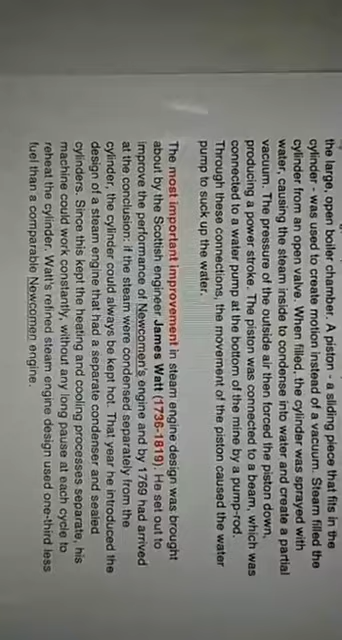 the large, open boiler chamber. A piston - a sliding piece that fits in the
cylinder - was used to create motion instead of a vacuum. Steam filled the
cylinder from an open valve. When filled, the cylinder was sprayed with
water, causing the steam inside to condense into water and create a partial
vacuum. The pressure of the outside air then forced the piston down,
producing a power stroke. The piston was connected to a beam, which was
connected to a water pump at the bottom of the mine by a pump-rod.
Through these connections, the movement of the piston caused the water
pump to suck up the water.
The most important improvement in steam engine design was brought
about by the Scottish engineer James Watt (1736-1819). He set out to
improve the performance of Newcomen's engine and by 1769 had arrived
at the conclusion: if the steam were condensed separately from the
cylinder, the cylinder could always be kept hot. That year he introduced the
design of a steam engine that had a separate condenser and sealed
cylinders. Since this kept the heating and cooling processes separate, his
machine could work constantly, without any long pause at each cycle to
reheat the cylinder. Watt's refined steam engine design used one-third less
fuel than a comparable Newcomen engine.